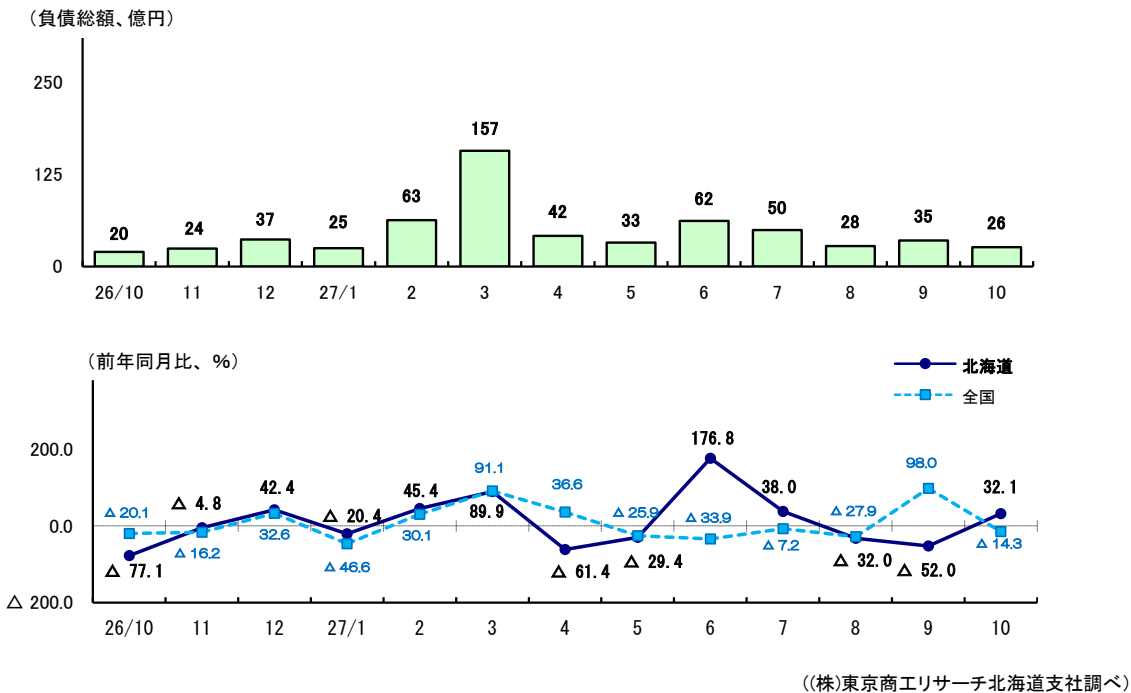 （負債総額、億円）
250
125
0
20 24 37 25 63 157 42 33 62 50 28 35 26
26/10 11 12 27/1 2 3 4 5 6 7 8 9 10
（前年同月比、%）
北海道
全国
200.0
0.0
△ 200.0
△ 77.1 △ 4.8 42.4 △ 20.4 45.4 89.9 △ 61.4 △ 29.4 176.8 38.0 △ 32.0 △ 52.0 32.1
△ 20.1 △ 16.2 32.6 △ 46.6 30.1 91.1 36.6 △ 25.9 △ 33.9 △ 7.2 △ 27.9 98.0 △ 14.3
26/10 11 12 27/1 2 3 4 5 6 7 8 9 10
((株)東京商工リサーチ北海道支社調べ)